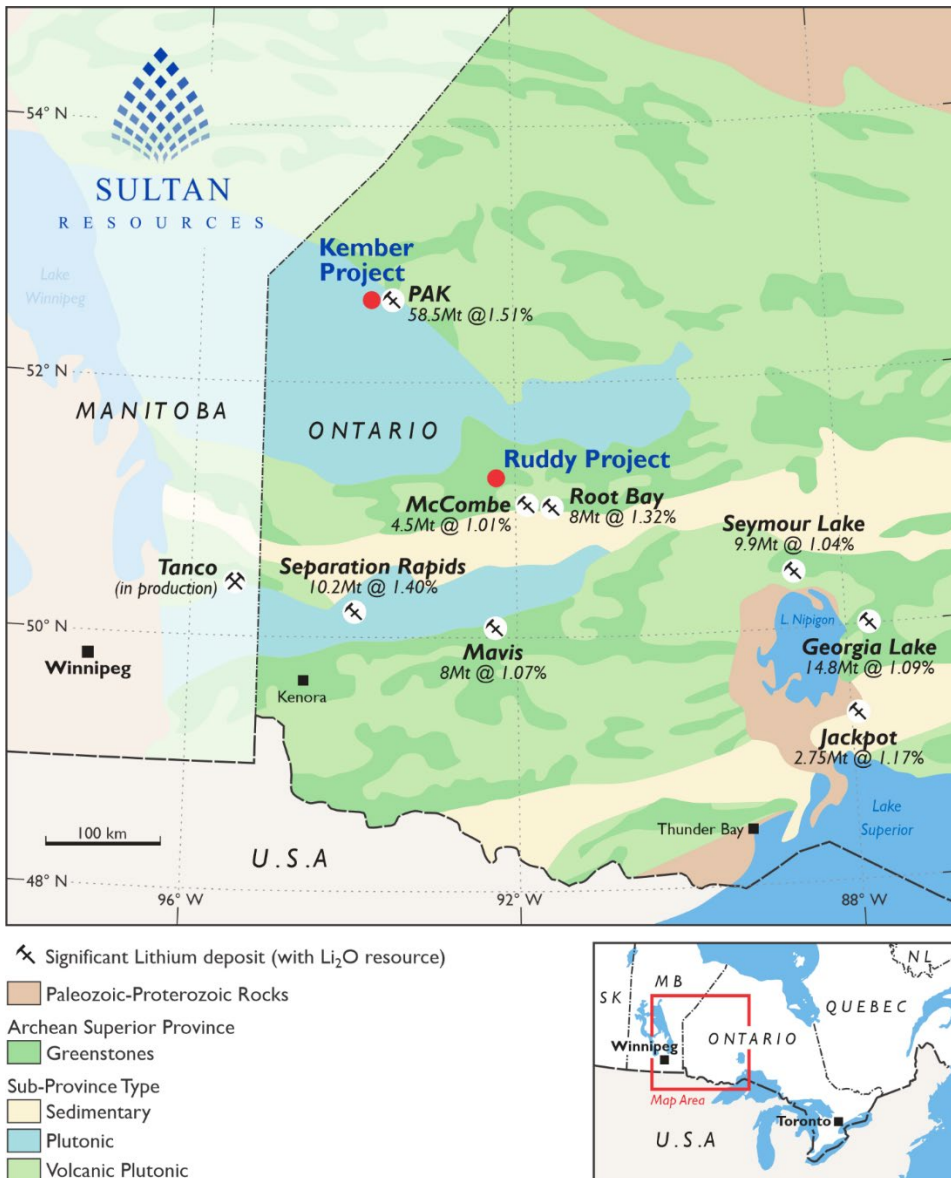 54° N
SULTAN
RESOURCES
Kember
Project
PAK
58.5Mt @1.51%
Lake
Winnipeg
52° N
MANITOBA
ONTARIO
Ruddy Project
McCombe
4.5Mt @ 1.01%
Root Bay
8Mt @ 1.32%
Seymour Lake
9.9Mt @ 1.04%
Tanco
(in production)
Separation Rapids
10.2Mt @ 1.40%
50° N
Winnipeg
Kenora
Mavis
8Mt @ 1.07%
L. Nipigon
Georgia Lake
14.8Mt @ 1.09%
Jackpot
2.75Mt @ 1.17%
100 km
U.S.A
Thunder Bay
Lake
Superior
48° N
96° W
92° W
88° W
Significant Lithium deposit (with Li₂O resource)
Paleozoic-Proterozoic Rocks
Archean Superior Province
Greenstones
Sub-Province Type
Sedimentary
Plutonic
Volcanic Plutonic
NL
MB
SK
QUEBEC
ONTARIO
Winnipeg
Map Area
Toronto
U.S.A